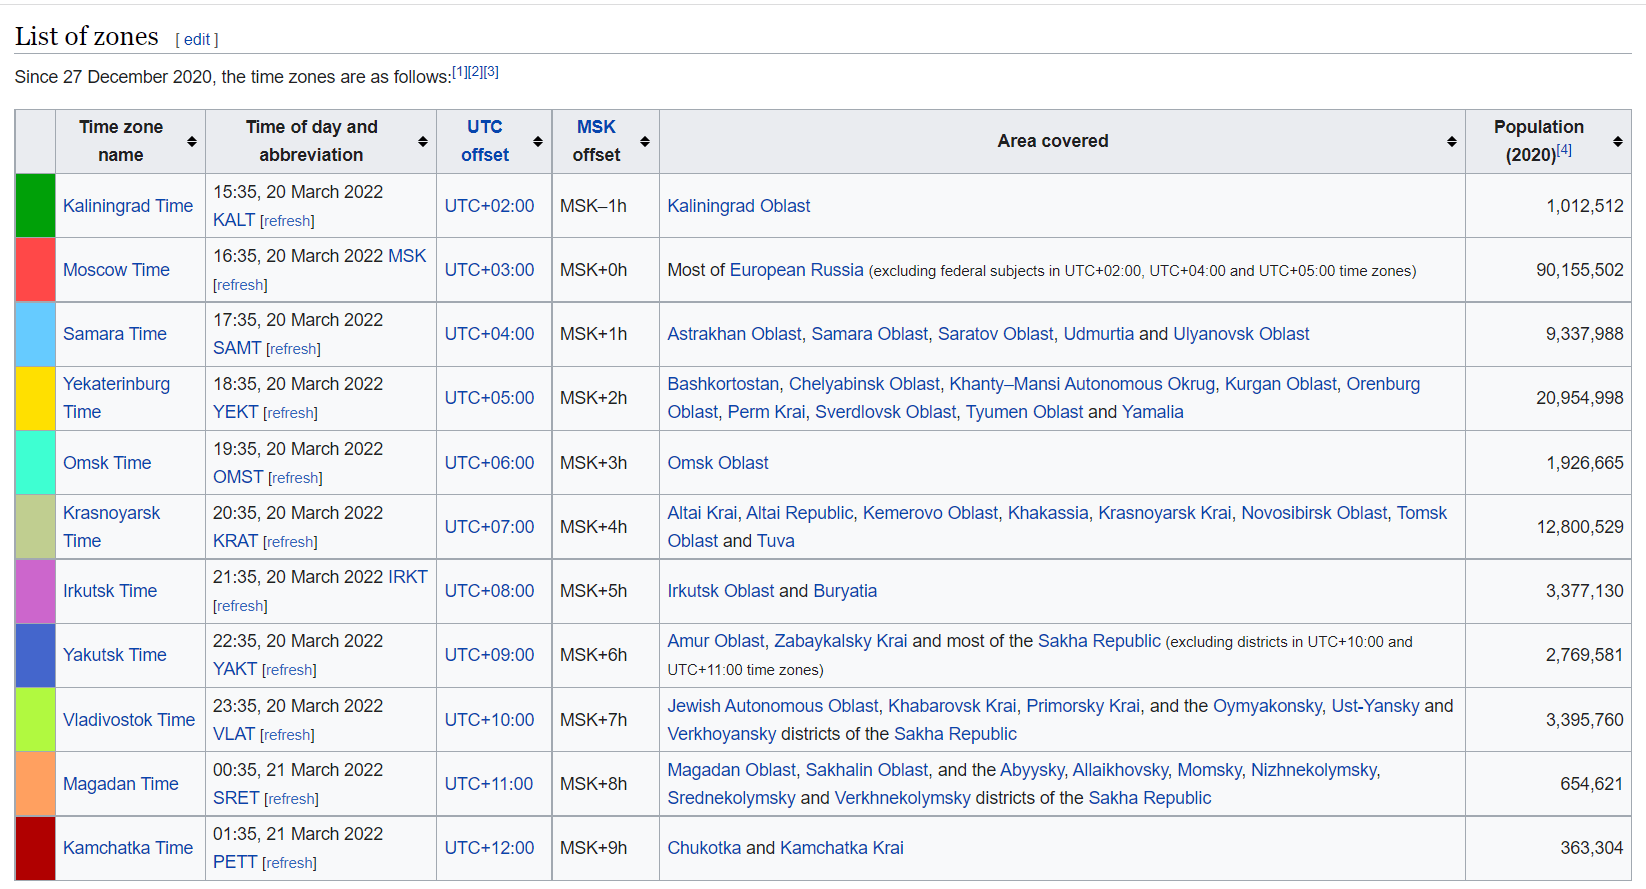 List of zones [ edit ]
Since 27 December 2020, the time zones are as follows:[1][2][3]
Time zone name Time of day and abbreviation UTC offset MSK offset Area covered Population (2020)[4]
Kaliningrad Time 15:35, 20 March 2022 KALT [refresh] UTC+02:00 MSK–1h Kaliningrad Oblast 1,012,512
Moscow Time 16:35, 20 March 2022 MSK [refresh] UTC+03:00 MSK+0h Most of European Russia (excluding federal subjects in UTC+02:00, UTC+04:00 and UTC+05:00 time zones) 90,155,502
Samara Time 17:35, 20 March 2022 SAMT [refresh] UTC+04:00 MSK+1h Astrakhan Oblast, Samara Oblast, Saratov Oblast, Udmurtia and Ulyanovsk Oblast 9,337,988
Yekaterinburg Time 18:35, 20 March 2022 YEKT [refresh] UTC+05:00 MSK+2h Bashkortostan, Chelyabinsk Oblast, Khanty–Mansi Autonomous Okrug, Kurgan Oblast, Orenburg Oblast, Perm Krai, Sverdlovsk Oblast, Tyumen Oblast and Yamalia 20,954,998
Omsk Time 19:35, 20 March 2022 OMST [refresh] UTC+06:00 MSK+3h Omsk Oblast 1,926,665
Krasnoyarsk Time 20:35, 20 March 2022 KRAT [refresh] UTC+07:00 MSK+4h Altai Krai, Altai Republic, Kemerovo Oblast, Khakassia, Krasnoyarsk Krai, Novosibirsk Oblast, Tomsk Oblast and Tuva 12,800,529
Irkutsk Time 21:35, 20 March 2022 IRKT [refresh] UTC+08:00 MSK+5h Irkutsk Oblast and Buryatia 3,377,130
Yakutsk Time 22:35, 20 March 2022 YAKT [refresh] UTC+09:00 MSK+6h Amur Oblast, Zabaykalsky Krai and most of the Sakha Republic (excluding districts in UTC+10:00 and UTC+11:00 time zones) 2,769,581
Vladivostok Time 23:35, 20 March 2022 VLAT [refresh] UTC+10:00 MSK+7h Jewish Autonomous Oblast, Khabarovsk Krai, Primorsky Krai, and the Oymyakonsky, Ust-Yansky and Verkhoyansky districts of the Sakha Republic 3,395,760
Magadan Time 00:35, 21 March 2022 SRET [refresh] UTC+11:00 MSK+8h Magadan Oblast, Sakhalin Oblast, and the Abyysky, Allaikhovsky, Momsky, Nizhnekolymsky, Srednekolymsky and Verkhnekolymsky districts of the Sakha Republic 654,621
Kamchatka Time 01:35, 21 March 2022 PETT [refresh] UTC+12:00 MSK+9h Chukotka and Kamchatka Krai 363,304